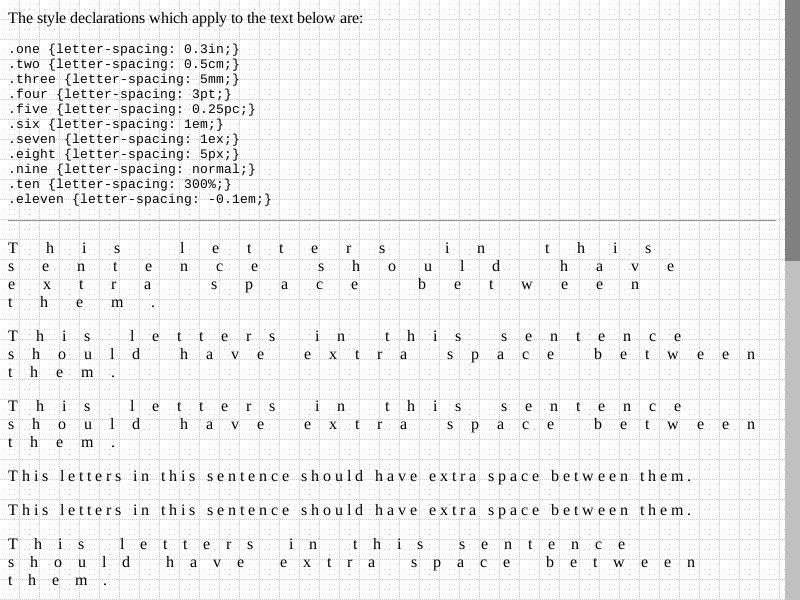 The style declarations which apply to the text below are:
.one {letter-spacing: 0.3in;}
.two {letter-spacing: 0.5cm;}
.three {letter-spacing: 5mm;}
.four {letter-spacing: 3pt;}
.five {letter-spacing: 0.25pc;}
.six {letter-spacing: 1em;}
.seven {letter-spacing: 1ex;}
.eight {letter-spacing: 5px;}
.nine {letter-spacing: normal;}
.ten {letter-spacing: 300%;}
.eleven {letter-spacing: -0.1em;}
This letters in this
sentence should have
extra space between
them.
This letters in this sentence
should have extra space between
them.
This letters in this sentence
should have extra space between
them.
This letters in this sentence should have extra space between them.
This letters in this sentence should have extra space between them.
This letters in this sentence
should have extra space between
them.